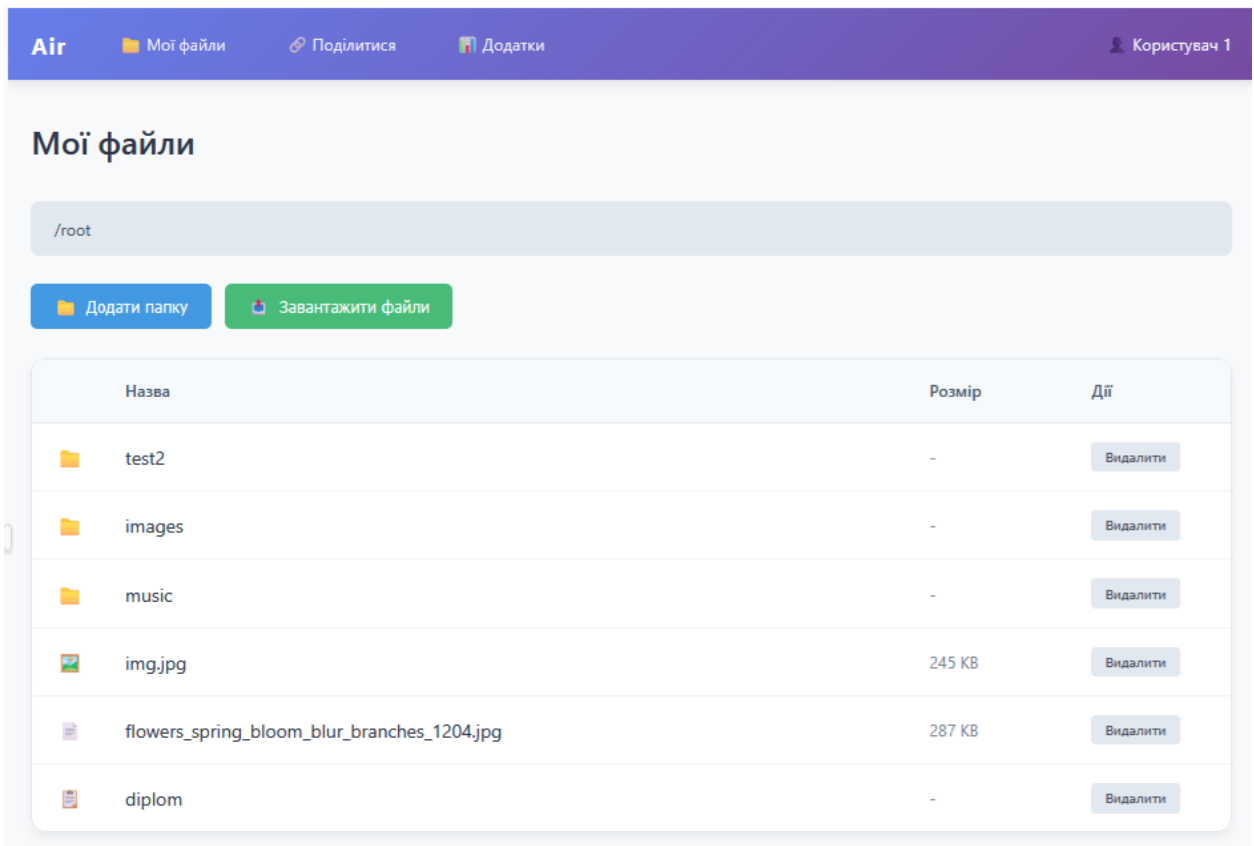 Air Мої файли Поділитися Додатки Користувач 1
Мої файли
/root
Додати папку Завантажити файли
Назва Розмір Дії
test2 - Видалити
images - Видалити
music - Видалити
img.jpg 245 KB Видалити
flowers_spring_bloom_blur_branches_1204.jpg 287 KB Видалити
diplom - Видалити